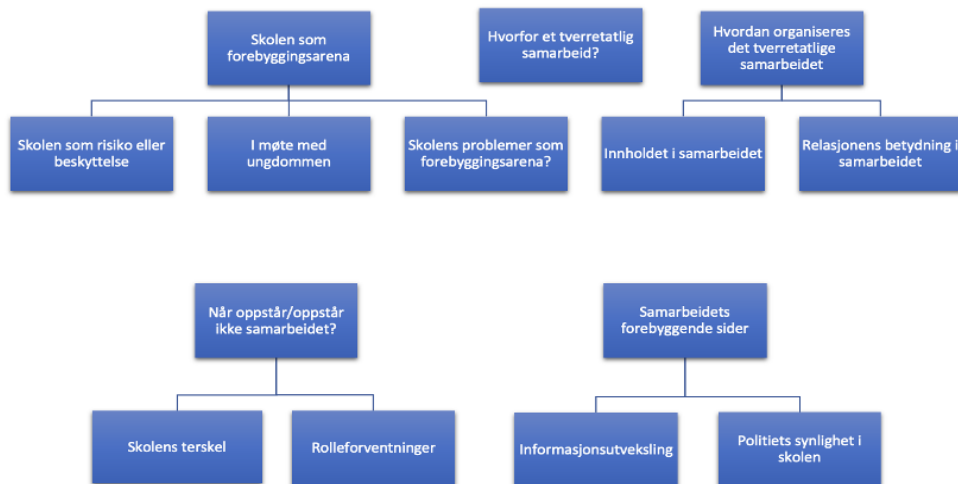 Skolen som
forebyggingsarena
Hvorfor et tverretatlig
samarbeid?
Hvordan organiseres
det tverretatlige
samarbeidet
Skolen som risiko eller
beskyttelse
I møte med
ungdommen
Skolens problemer som
forebyggingsarena?
Innholdet i samarbeidet
Relasjonens betydning i
samarbeidet
Når oppstår/oppstår
ikke samarbeidet?
Samarbeidets
forebyggende sider
Skolens terskel
Rolleforventninger
Informasjonsutveksling
Politiets synlighet i
skolen